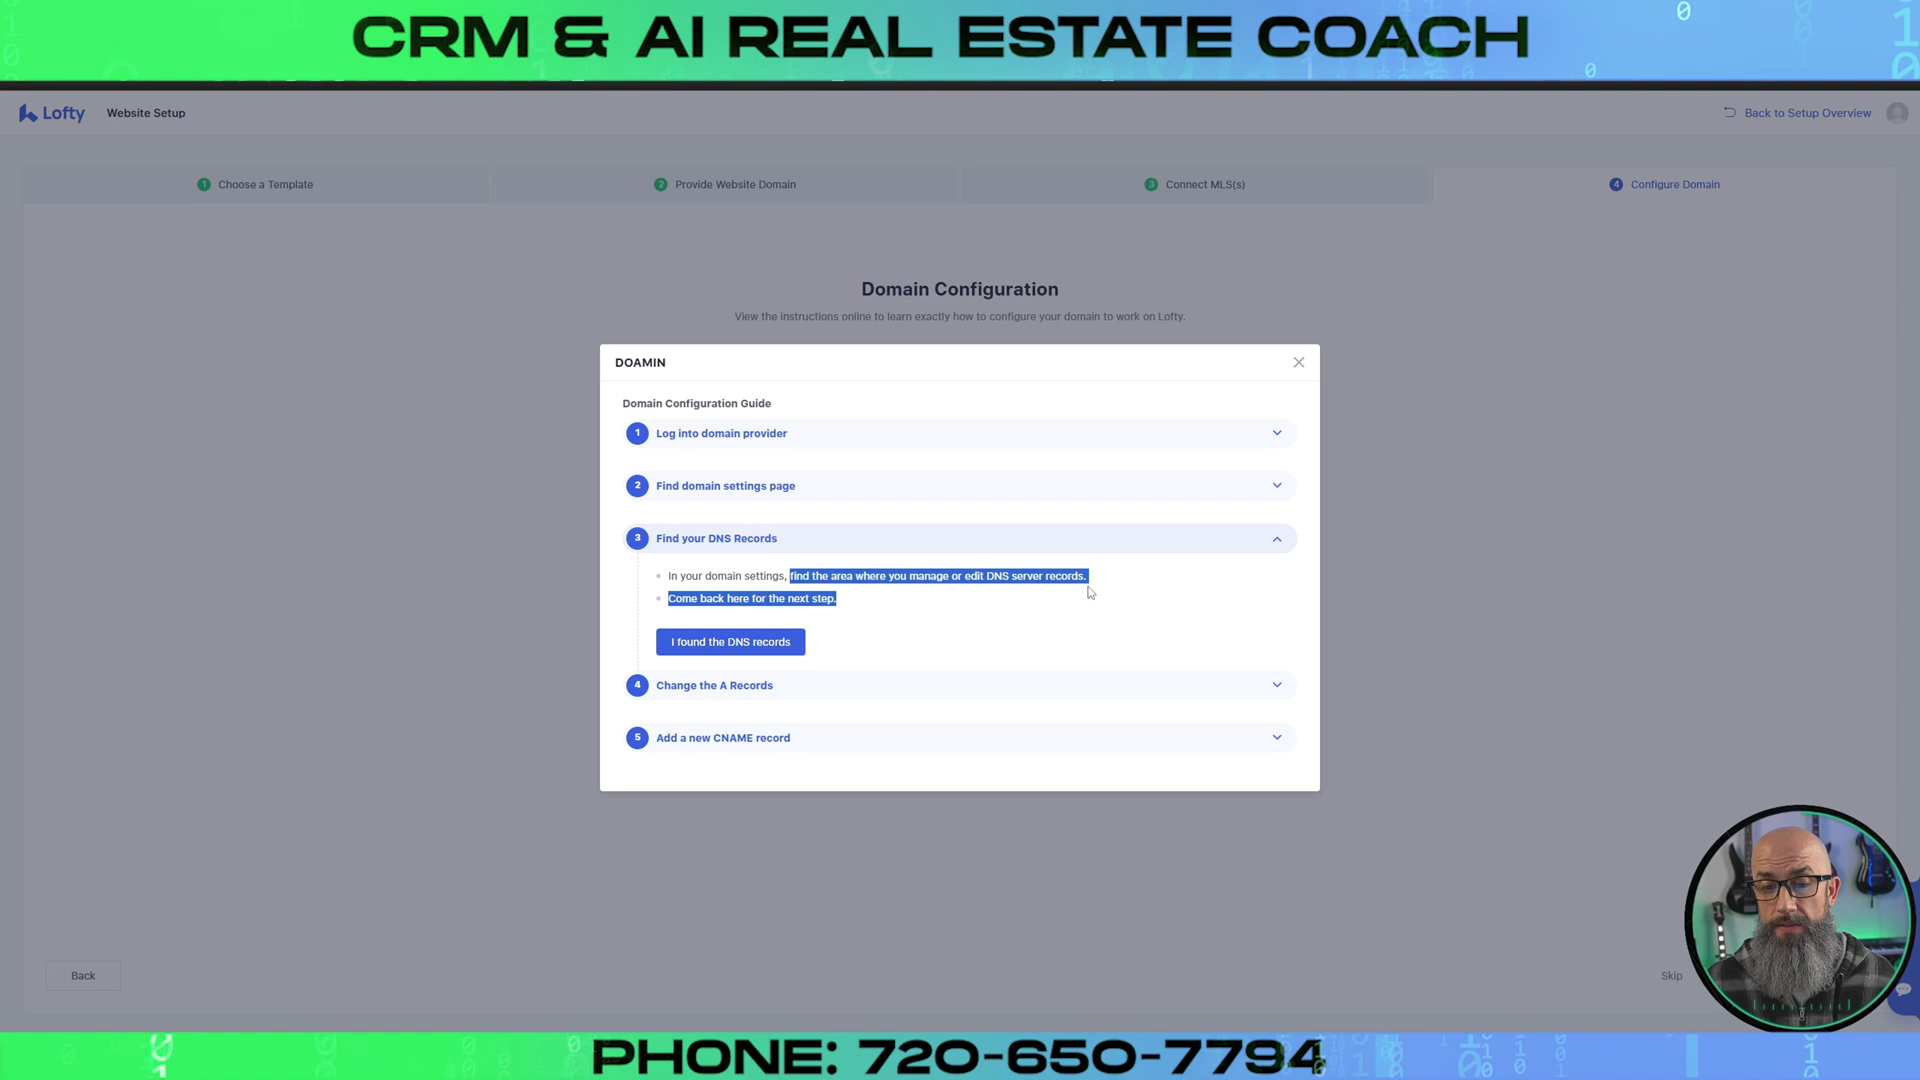 CRM & AI REAL ESTATE COACH
Lofty
Website Setup
Back to Setup Overview
1 Choose a Template
2 Provide Website Domain
3 Connect MLS(s)
4 Configure Domain
Domain Configuration
View the instructions online to learn exactly how to configure your domain to work on Lofty.
DOAMIN
Domain Configuration Guide
1 Log into domain provider
2 Find domain settings page
3 Find your DNS Records
In your domain settings, find the area where you manage or edit DNS server records.
Come back here for the next step.
I found the DNS records
4 Change the A Records
5 Add a new CNAME record
Back
Skip
PHONE: 720-650-7794